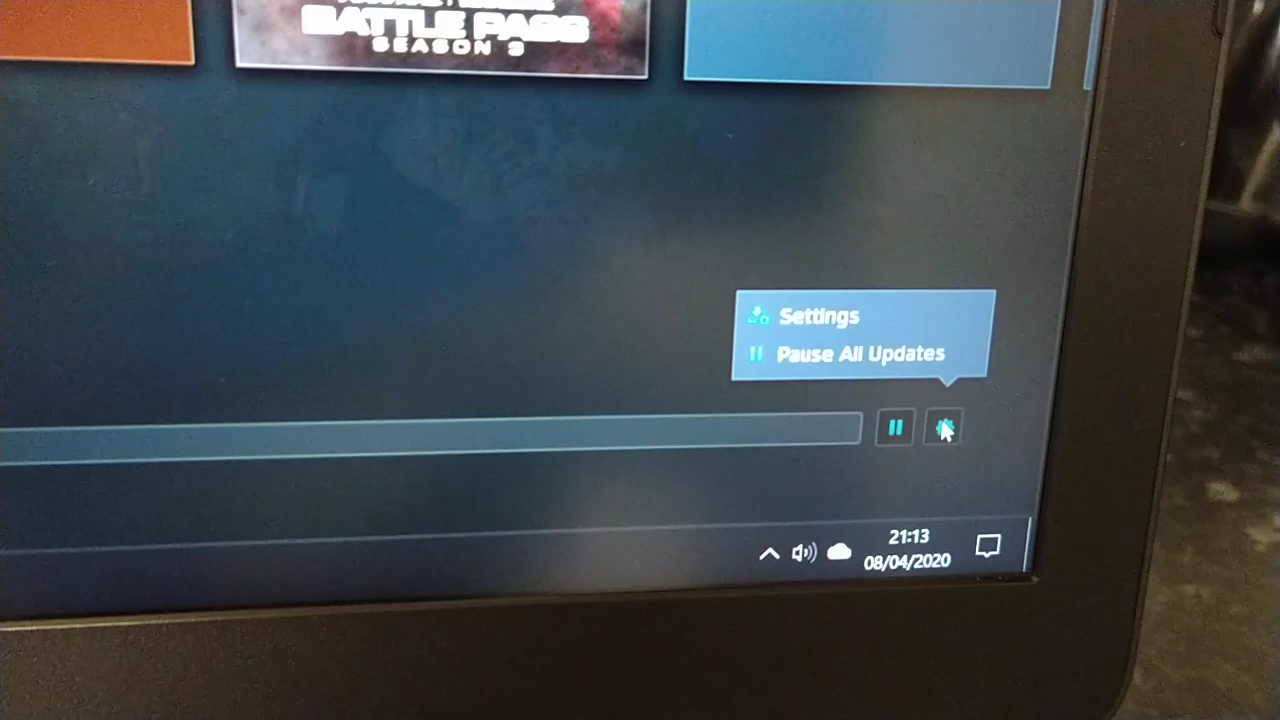 BATTLE PASS
SEASON 3
Settings
Pause All Updates
21:13
08/04/2020